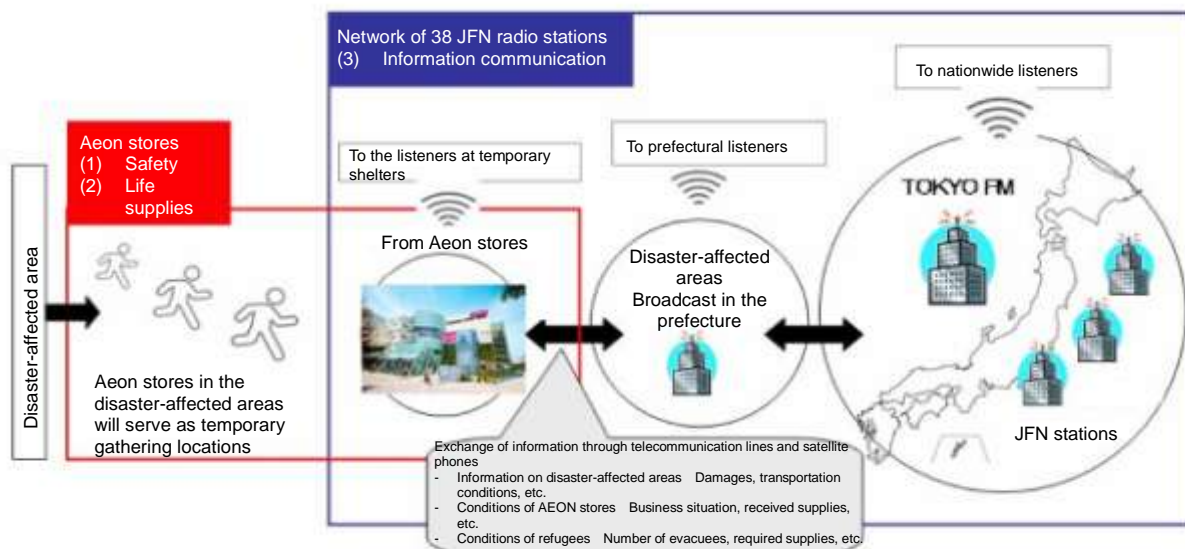 Network of 38 JFN radio stations
(3) Information communication
To nationwide listeners
Aeon stores
(1) Safety
(2) Life
supplies
To the listeners at temporary
shelters
To prefectural listeners
TOKYO FM
From Aeon stores
Disaster-affected
areas
Broadcast in the
prefecture
Disaster-affected area
Aeon stores in the
disaster-affected areas
will serve as temporary
gathering locations
JFN stations
Exchange of information through telecommunication lines and satellite
phones
- Information on disaster-affected areas Damages, transportation
conditions, etc.
- Conditions of AEON stores Business situation, received supplies,
etc.
- Conditions of refugees Number of evacuees, required supplies, etc.